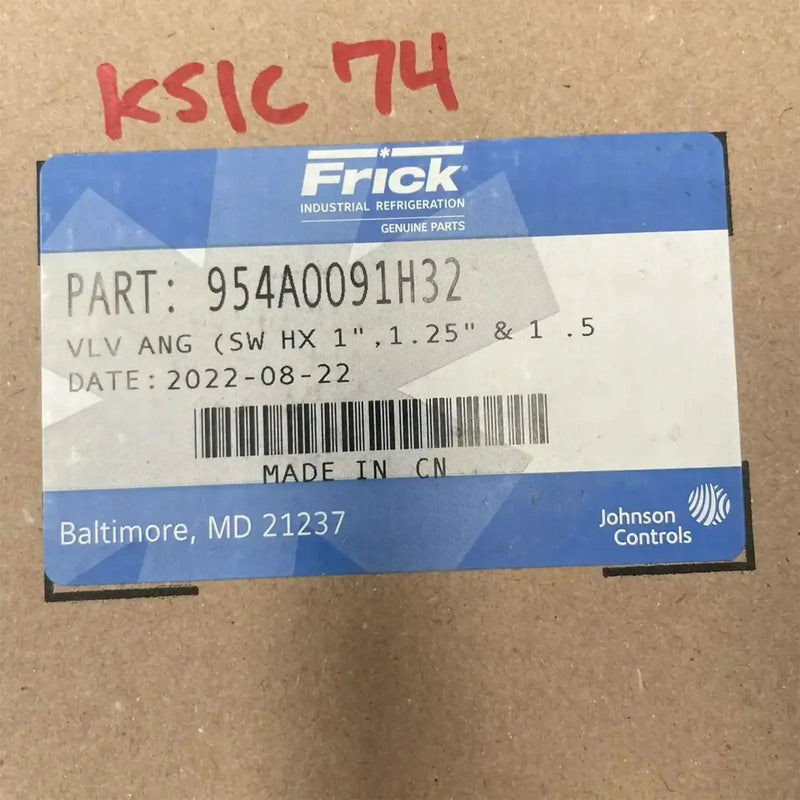 KSIC 74
Frick®
INDUSTRIAL REFRIGERATION
GENUINE PARTS
PART: 954A0091H32
VLV ANG (SW HX 1",1.25" & 1 .5
DATE:2022-08-22
MADE IN CN
Baltimore, MD 21237
Johnson
Controls